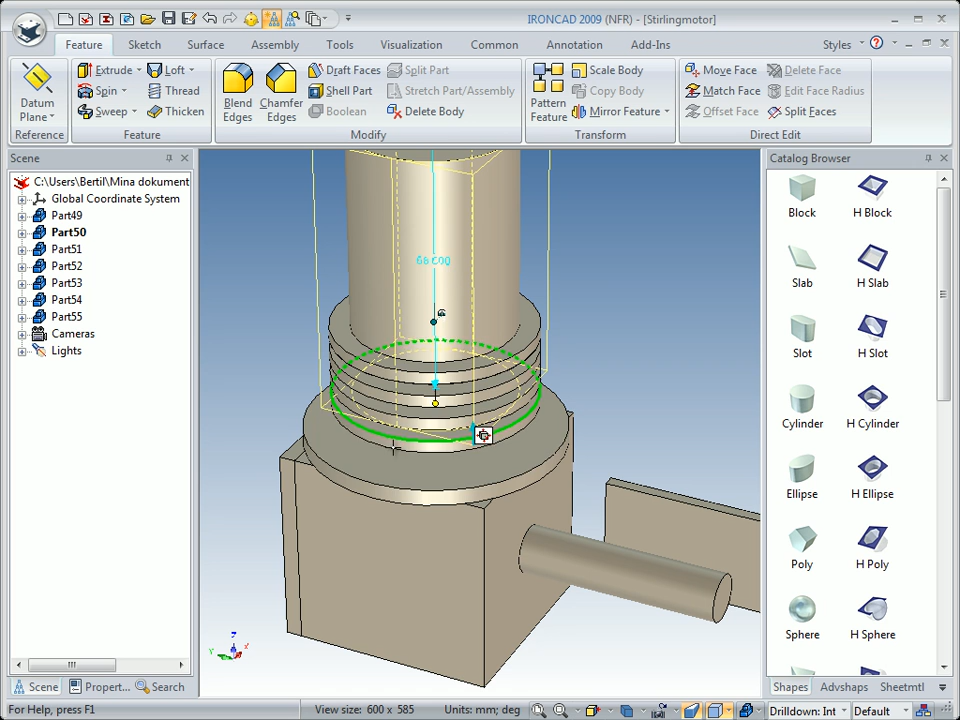 IRONCAD 2009 (NFR) - [Stirlingmotor]
Feature Sketch Surface Assembly Tools Visualization Common Annotation Add-Ins Styles
Datum Plane
Reference
Extrude Loft
Spin Thread
Sweep Thicken
Feature
Blend Edges
Chamfer Edges
Draft Faces Split Part
Shell Part Stretch Part/Assembly
Boolean Delete Body
Modify
Pattern Feature
Scale Body
Copy Body
Mirror Feature
Transform
Move Face Delete Face
Match Face Edit Face Radius
Offset Face Split Faces
Direct Edit
Scene
C:\Users\Bertil\Mina dokument
Global Coordinate System
Part49
Part50
Part51
Part52
Part53
Part54
Part55
Cameras
Lights
Scene Propert... Search
Z
Y X
Catalog Browser
Block H Block
Slab H Slab
Slot H Slot
Cylinder H Cylinder
Ellipse H Ellipse
Poly H Poly
Sphere H Sphere
Shapes Advshaps Sheetmtl
For Help, press F1 View size: 600 x 585 Units: mm; deg Drilldown: Int Default